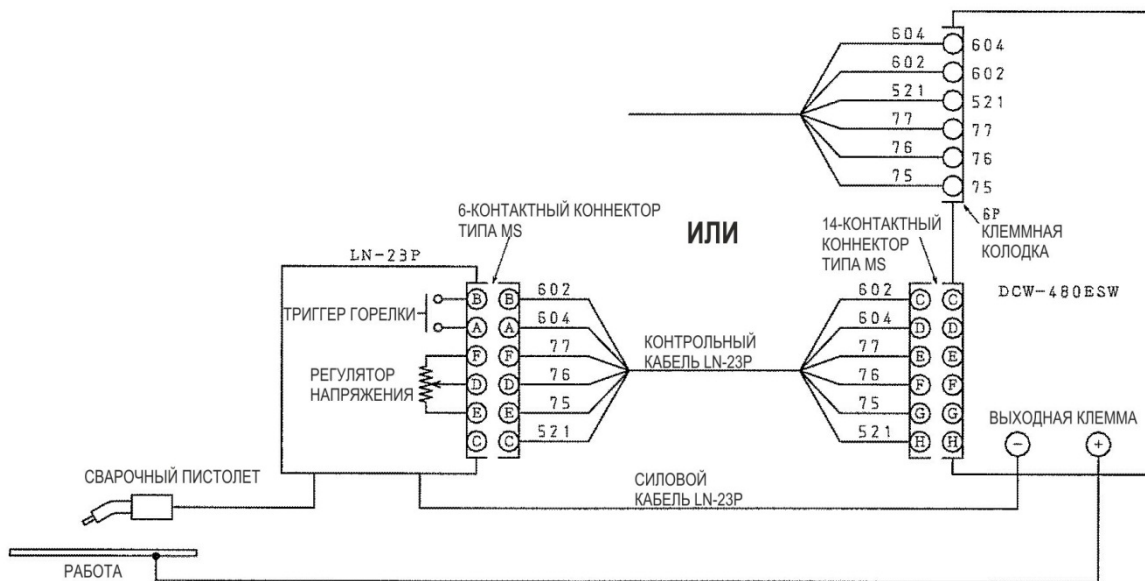 604 604
602 602
521 521
77 77
76 76
75 75
6P
КЛЕММНАЯ
КОЛОДКА
6-КОНТАКТНЫЙ КОННЕКТОР
ТИПА MS
ИЛИ
14-КОНТАКТНЫЙ
КОННЕКТОР
ТИПА MS
LN-23P
DCW-480ESW
ТРИГГЕР ГОРЕЛКИ
РЕГУЛЯТОР
НАПРЯЖЕНИЯ
B B 602
A A 604
F F 77
D D 76
E E 75
C C 521
КОНТРОЛЬНЫЙ
КАБЕЛЬ LN-23P
602 C C
604 D D
77 E E
76 F F
75 G G
521 H H
ВЫХОДНАЯ КЛЕММА
− +
СВАРОЧНЫЙ ПИСТОЛЕТ
СИЛОВОЙ
КАБЕЛЬ LN-23P
РАБОТА